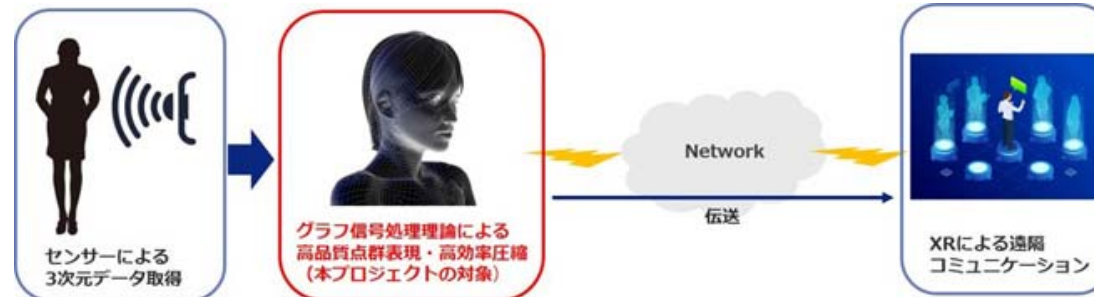 センサーによる
3次元データ取得
グラフ信号処理理論による
高品質点群表現・高効率圧縮
（本プロジェクトの対象）
Network
伝送
XRによる遠隔
コミュニケーション